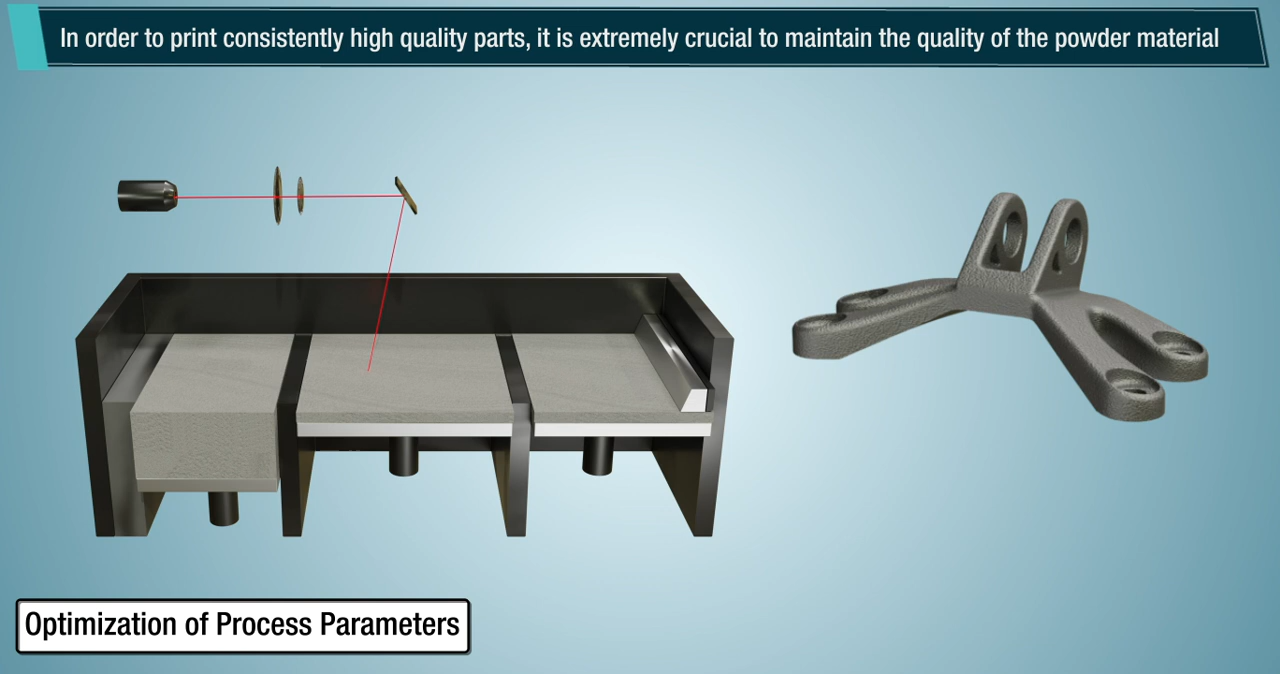 In order to print consistently high quality parts, it is extremely crucial to maintain the quality of the powder material
Optimization of Process Parameters